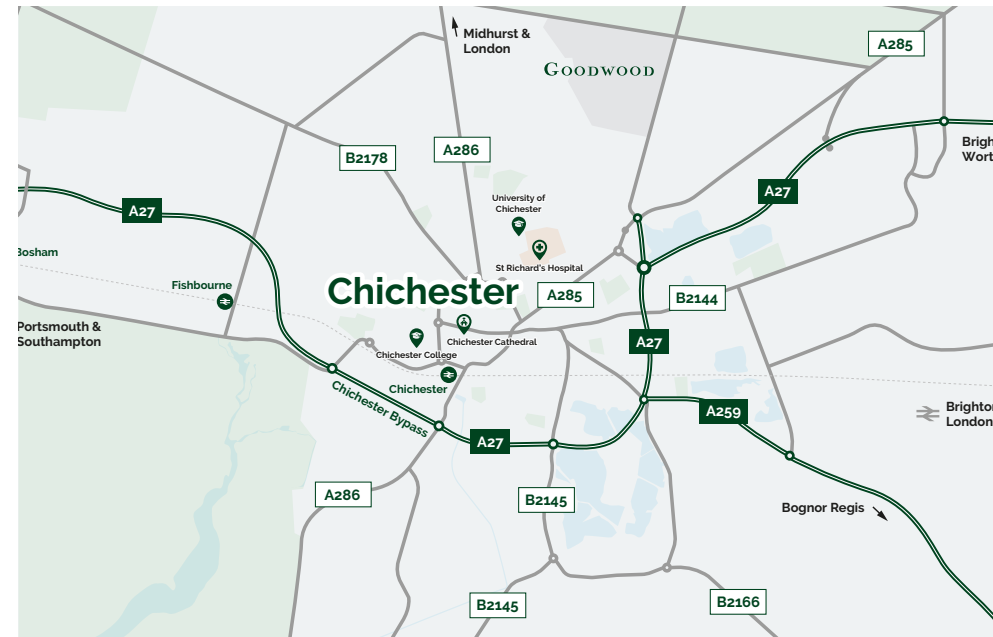 Midhurst &
London
GOODWOOD
A285
B2178
A286
Brigh
Wort
A27
A27
University of
Chichester
St Richard's Hospital
Bosham
Fishbourne
Chichester
A285
B2144
Portsmouth &
Southampton
Chichester Cathedral
Chichester College
A27
Chichester
Chichester Bypass
A259
Brighton
London
A27
A286
B2145
Bognor Regis
B2145
B2166